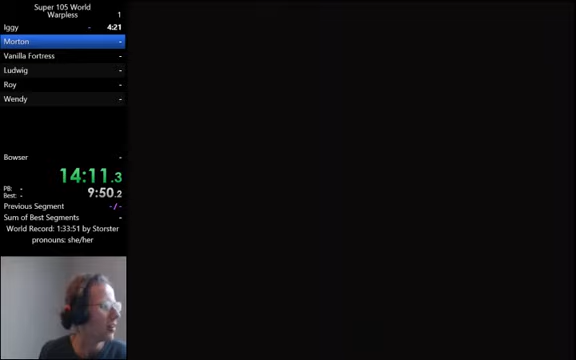 Super 105 World
Warpless 1
Iggy - 4:21
Morton -
Vanilla Fortress -
Ludwig -
Roy -
Wendy -
Bowser -
14:11.3
PB: -
Best: - 9:50.2
Previous Segment - / -
Sum of Best Segments -
World Record: 1:33:51 by Storster
pronouns: she/her